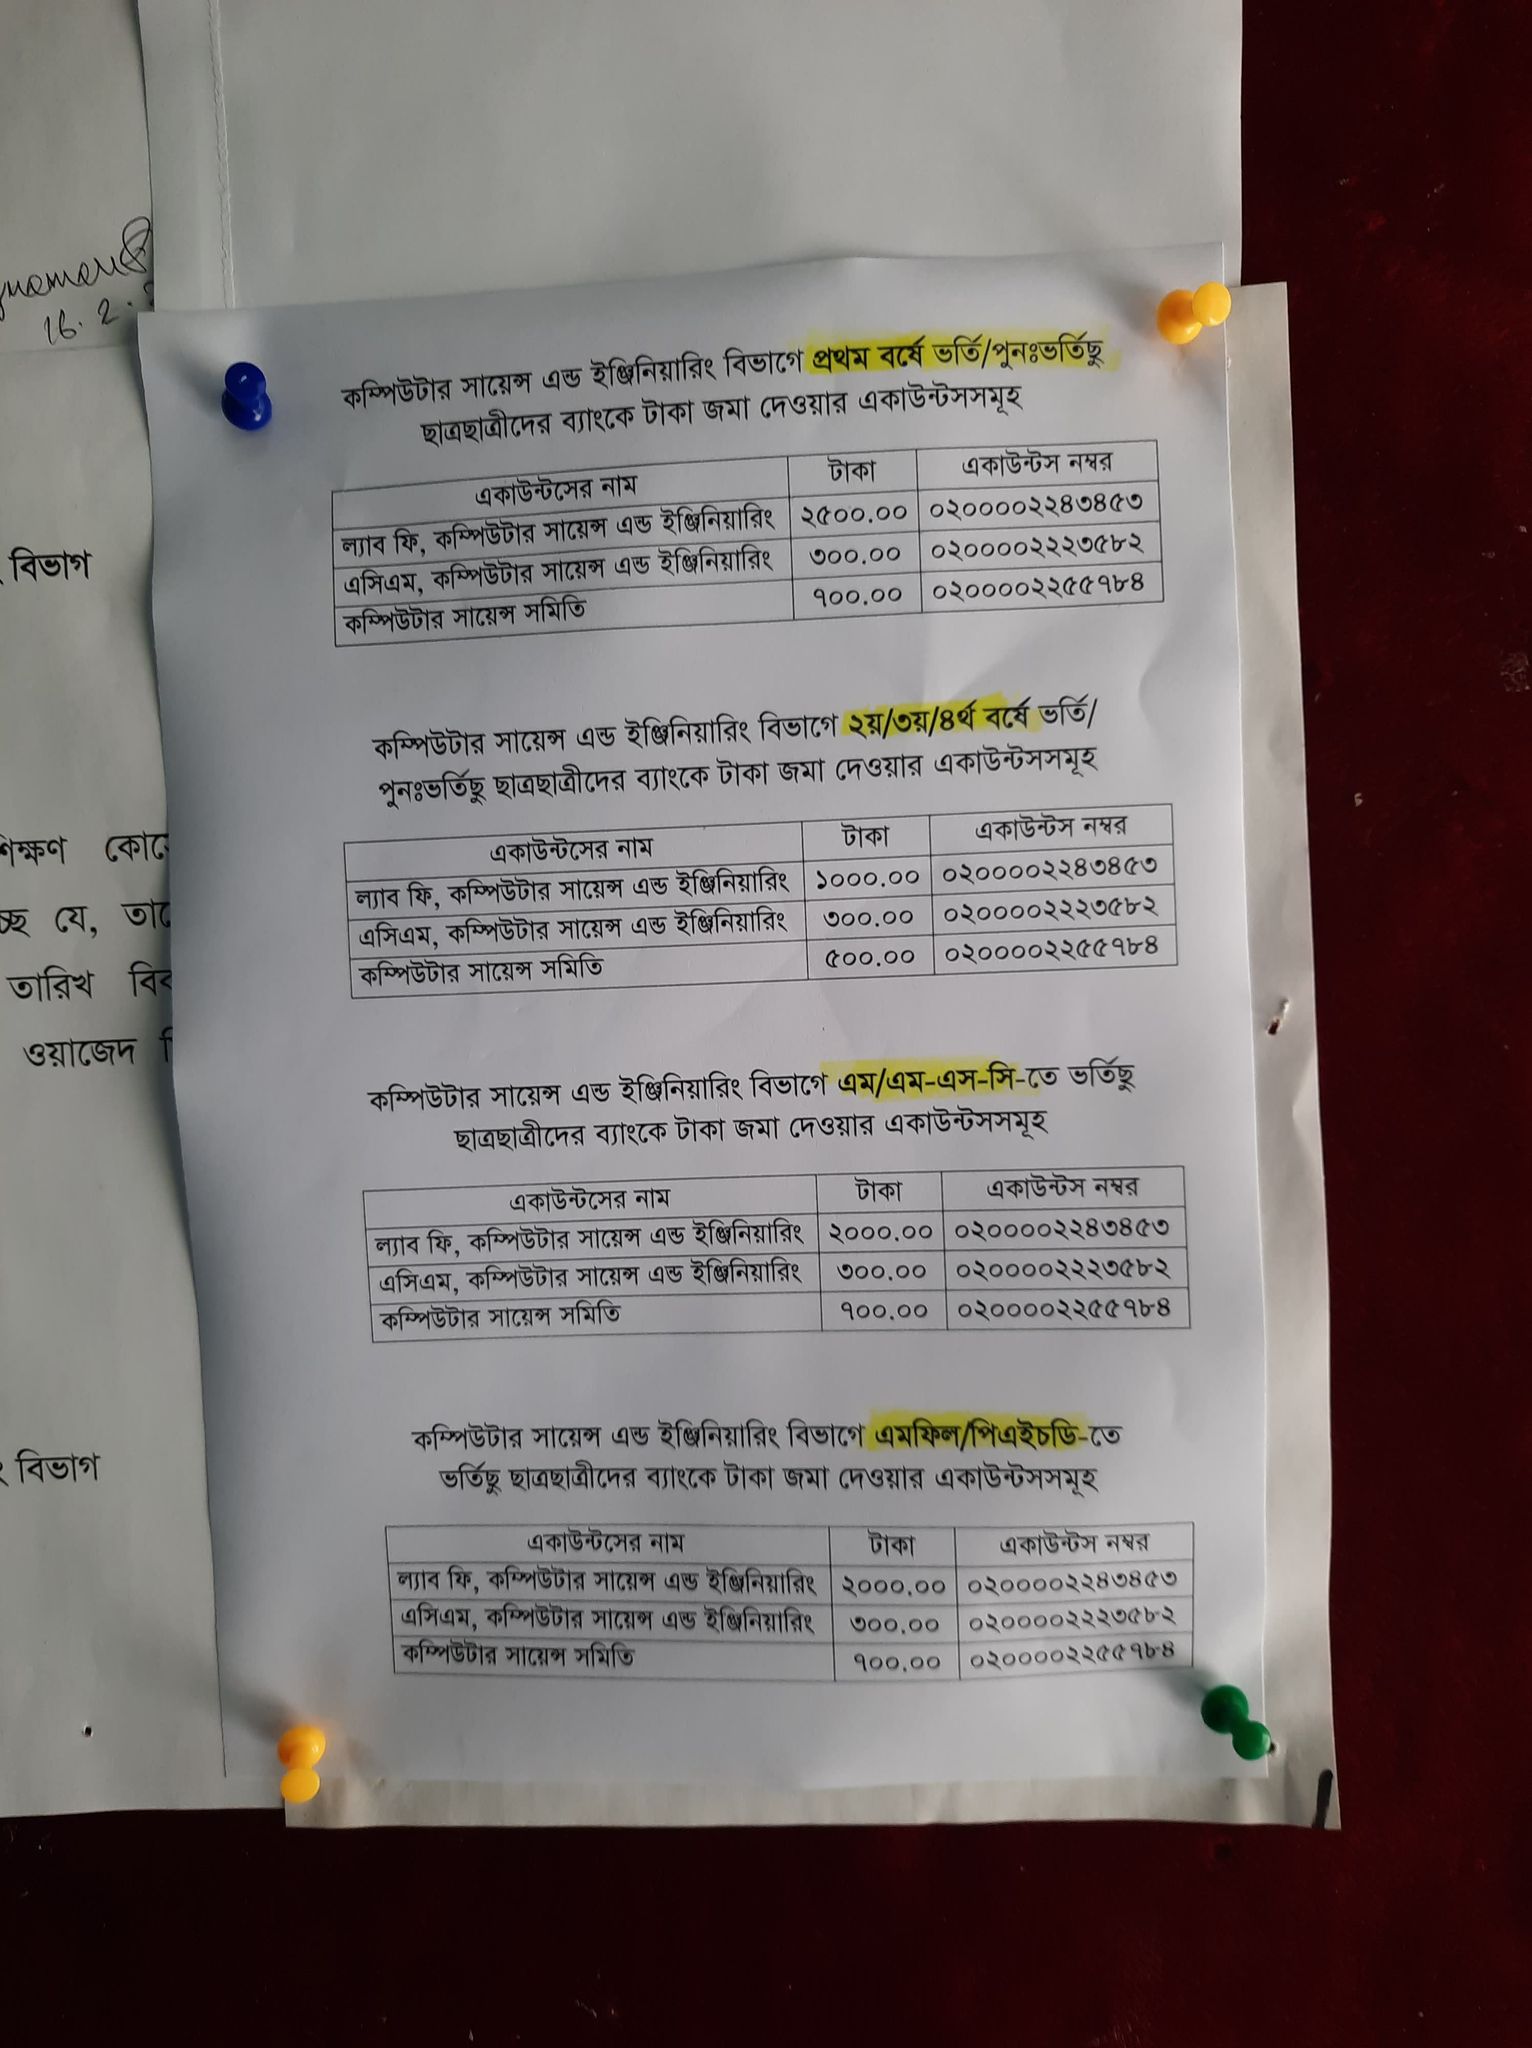 16. 2.
বিভাগ
তারিখ
ওয়াজেদ
বিভাগ
কম্পিউটার সায়েন্স এন্ড ইঞ্জিনিয়ারিং বিভাগে প্রথম বর্ষে ভর্তি/পুনঃভর্তিছু
ছাত্রছাত্রীদের ব্যাংকে টাকা জমা দেওয়ার একাউন্টসসমূহ
একাউন্টসের নাম টাকা একাউন্টস নম্বর
ল্যাব ফি, কম্পিউটার সায়েন্স এন্ড ইঞ্জিনিয়ারিং ২৫০০.০০ ০২০০০০২২৪৩৪৫৩
এসিএম, কম্পিউটার সায়েন্স এন্ড ইঞ্জিনিয়ারিং ৩০০.০০ ০২০০০০২২২৩৫৮২
কম্পিউটার সায়েন্স সমিতি ৭০০.০০ ০২০০০০২২৫৫৭৮৪
কম্পিউটার সায়েন্স এন্ড ইঞ্জিনিয়ারিং বিভাগে ২য়/৩য়/৪র্থ বর্ষে ভর্তি/
পুনঃভর্তিছু ছাত্রছাত্রীদের ব্যাংকে টাকা জমা দেওয়ার একাউন্টসসমূহ
একাউন্টসের নাম টাকা একাউন্টস নম্বর
ল্যাব ফি, কম্পিউটার সায়েন্স এন্ড ইঞ্জিনিয়ারিং ১০০০.০০ ০২০০০০২২৪৩৪৫৩
এসিএম, কম্পিউটার সায়েন্স এন্ড ইঞ্জিনিয়ারিং ৩০০.০০ ০২০০০০২২২৩৫৮২
কম্পিউটার সায়েন্স সমিতি ৫০০.০০ ০২০০০০২২৫৫৭৮৪
কম্পিউটার সায়েন্স এন্ড ইঞ্জিনিয়ারিং বিভাগে এম/এম-এস-সি-তে ভর্তিছু
ছাত্রছাত্রীদের ব্যাংকে টাকা জমা দেওয়ার একাউন্টসসমূহ
একাউন্টসের নাম টাকা একাউন্টস নম্বর
ল্যাব ফি, কম্পিউটার সায়েন্স এন্ড ইঞ্জিনিয়ারিং ২০০০.০০ ০২০০০০২২৪৩৪৫৩
এসিএম, কম্পিউটার সায়েন্স এন্ড ইঞ্জিনিয়ারিং ৩০০.০০ ০২০০০০২২২৩৫৮২
কম্পিউটার সায়েন্স সমিতি ৭০০.০০ ০২০০০০২২৫৫৭৮৪
কম্পিউটার সায়েন্স এন্ড ইঞ্জিনিয়ারিং বিভাগে এমফিল/পিএইচডি-তে
ভর্তিছু ছাত্রছাত্রীদের ব্যাংকে টাকা জমা দেওয়ার একাউন্টসসমূহ
একাউন্টসের নাম টাকা একাউন্টস নম্বর
ল্যাব ফি, কম্পিউটার সায়েন্স এন্ড ইঞ্জিনিয়ারিং ২০০০.০০ ০২০০০০২২৪৩৪৫৩
এসিএম, কম্পিউটার সায়েন্স এন্ড ইঞ্জিনিয়ারিং ৩০০.০০ ০২০০০০২২২৩৫৮২
কম্পিউটার সায়েন্স সমিতি ৭০০.০০ ০২০০০০২২৫৫৭৮৪